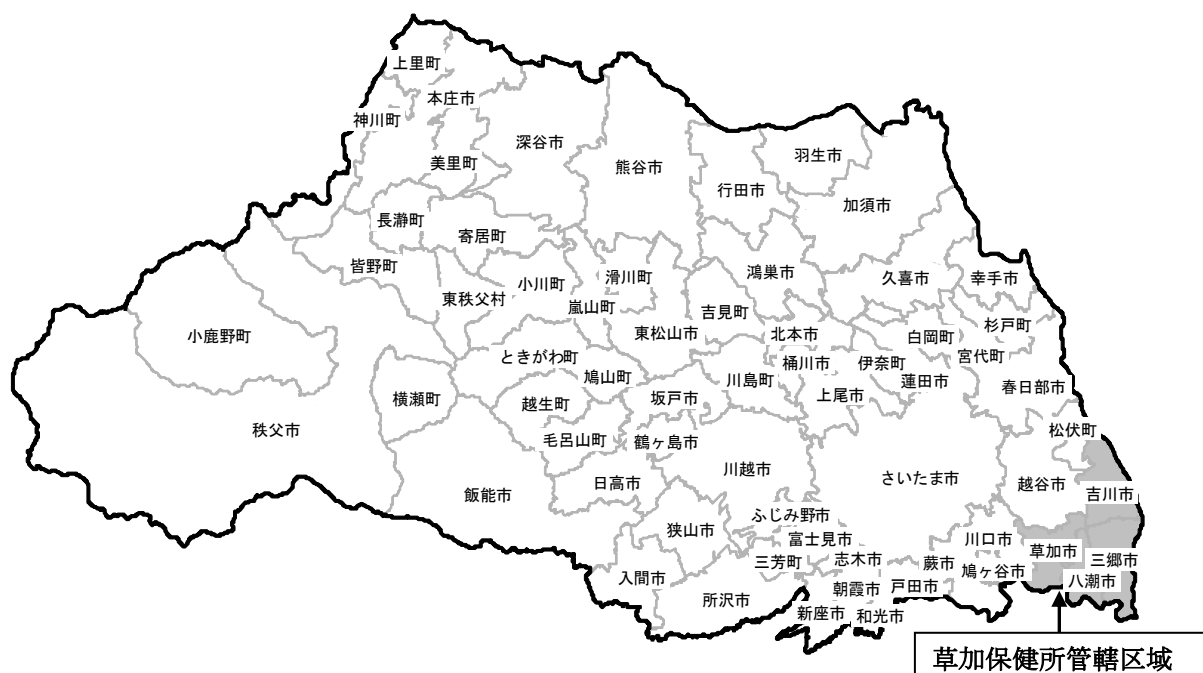 上里町
本庄市
神川町
深谷市
羽生市
美里町
熊谷市
行田市
加須市
長瀞町
寄居町
皆野町
小川町
滑川町
鴻巣市
久喜市
幸手市
東秩父村
嵐山町
吉見町
小鹿野町
東松山市
北本市
白岡町
杉戸町
ときがわ町
桶川市
伊奈町
宮代町
鳩山町
川島町
蓮田市
春日部市
横瀬町
越生町
坂戸市
上尾市
秩父市
毛呂山町
鶴ヶ島市
松伏町
川越市
さいたま市
日高市
越谷市
飯能市
吉川市
ふじみ野市
狭山市
富士見市
川口市
草加市
三芳町
志木市
蕨市
鳩ヶ谷市
三郷市
入間市
朝霞市
戸田市
八潮市
所沢市
新座市
和光市
草加保健所管轄区域